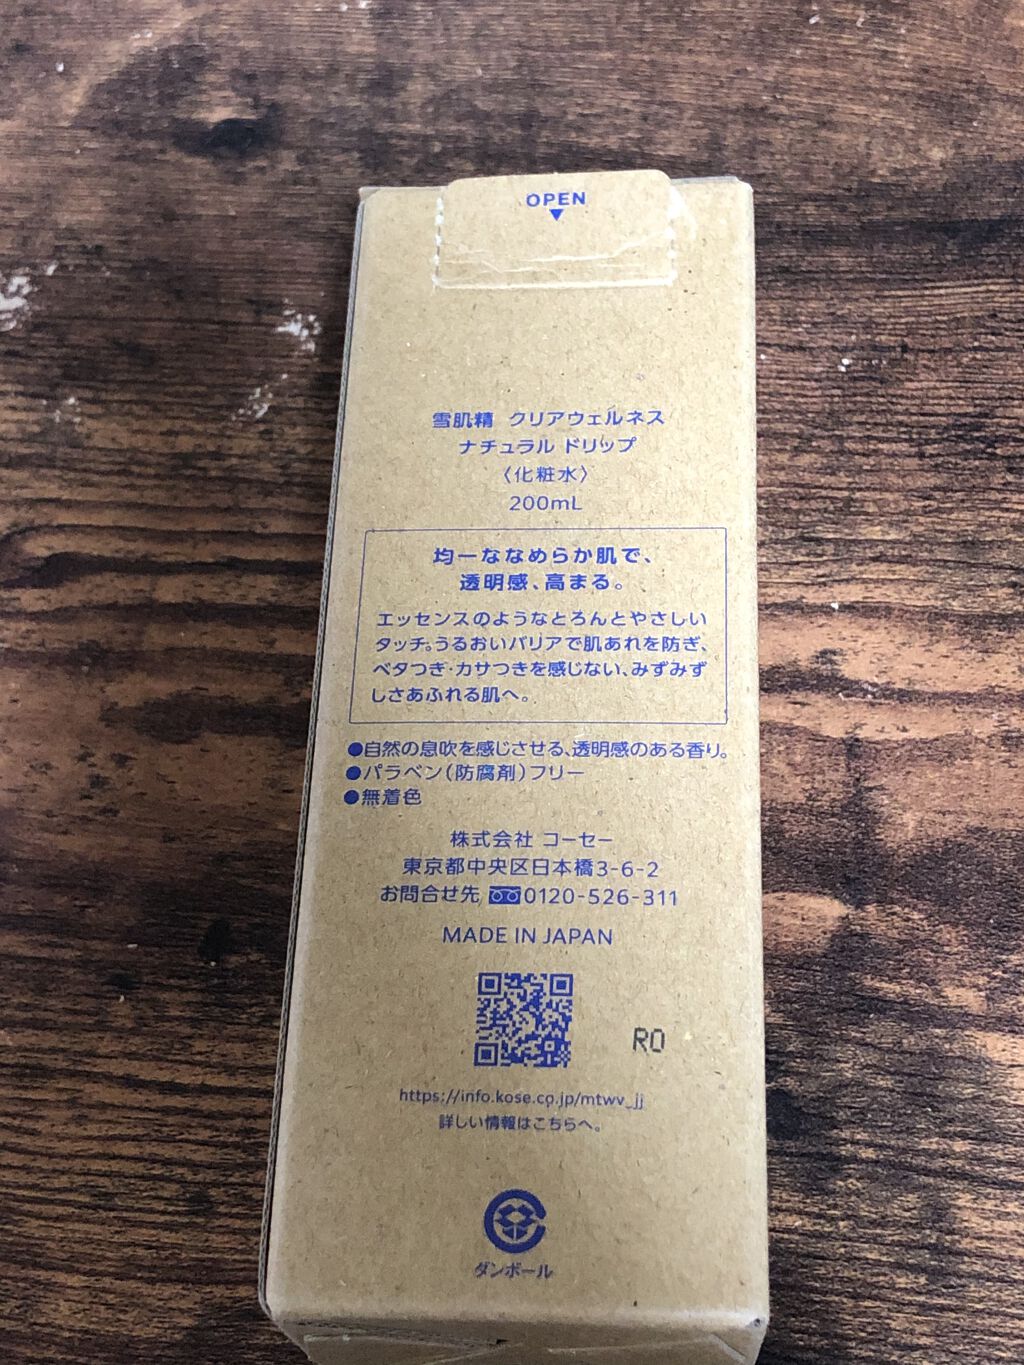 OPEN
雪肌精 クリアウェルネス
ナチュラル ドリップ
〈化粧水〉
200mL
均一ななめらか肌で、
透明感、高まる。
エッセンスのようなとろんとやさしい
タッチ。うるおいバリアで肌あれを防ぎ、
ベタつき・カサつきを感じない、みずみず
しさあふれる肌へ。
●自然の息吹を感じさせる、透明感のある香り。
●パラベン(防腐剤)フリー
●無着色
株式会社 コーセー
東京都中央区日本橋3-6-2
お問合せ先 0120-526-311
MADE IN JAPAN
RO
https://info.kose.co.jp/mtwv_jj
詳しい情報はこちらへ。
ダンボール